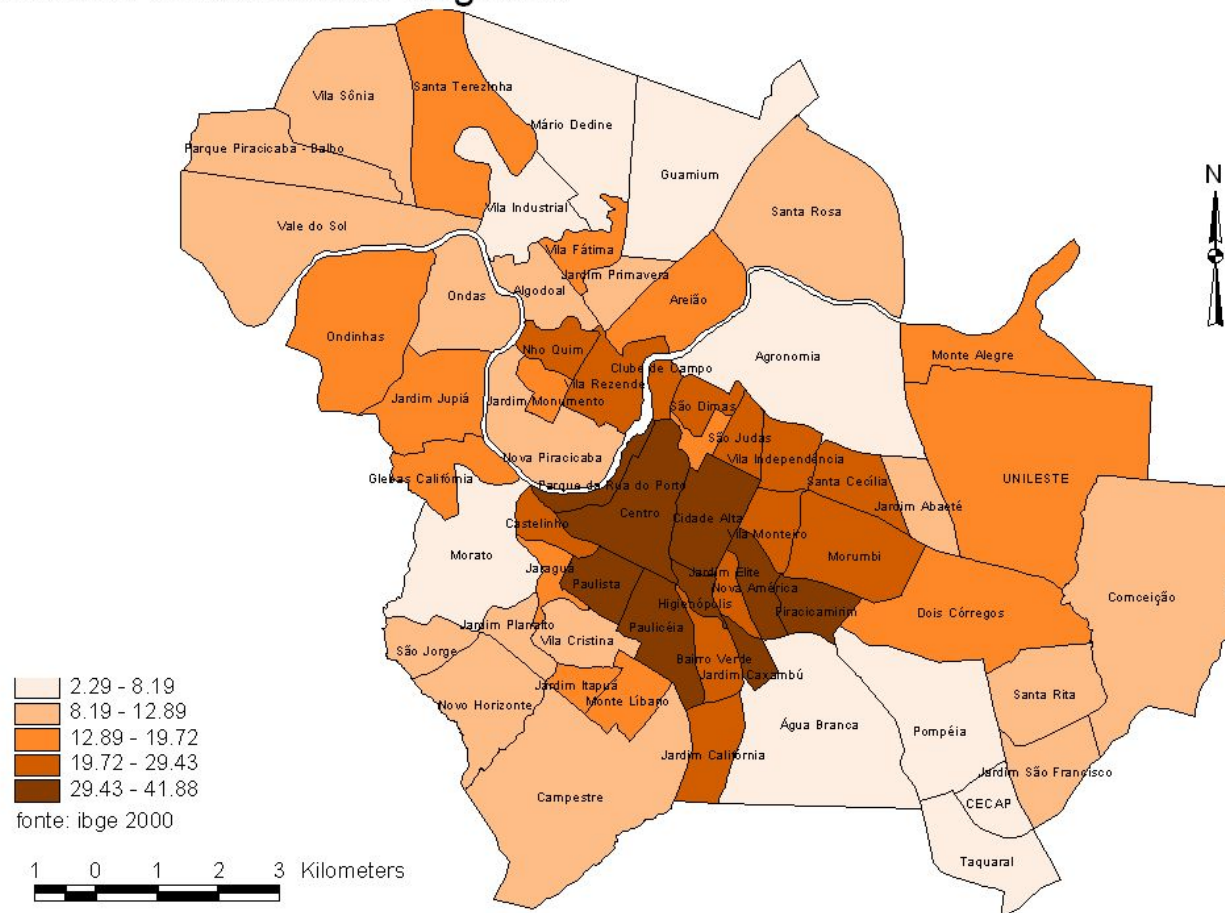 Santa Terezinha
Vila Sônia
Mário Dedine
Parque Piracicaba - Balbo
Guamium
N
Vila Industrial
Santa Rosa
Vale do Sol
Vila Fátima
Jardim Primavera
Algodoal
Ondas
Areião
Ondinhas
Nho Quim
Agronomia
Monte Alegre
Clube de Campo
Vila Rezende
Jardim Jupiá
Jardim Monumento
São Dimas
São Judas
Nova Piracicaba
Vila Independência
Glebas Califórnia
Santa Cecília
UNILESTE
Parque da Rua do Porto
Jardim Abaeté
Centro
Cidade Alta
Castelinho
Vila Monteiro
Morato
Morumbi
Jaraguá
Jardim Elite
Paulista
Nova América
Comceição
Higienópolis
Piracicamirim
Dois Córregos
Jardim Planalto
Paulicéia
Vila Cristina
São Jorge
Bairro Verde
Jardim Caxambú
Jardim Itapuá
Santa Rita
Monte Líbano
Novo Horizonte
Água Branca
Pompéia
Jardim Califórnia
Jardim São Francisco
Campestre
CECAP
Taquaral
2.29 - 8.19
8.19 - 12.89
12.89 - 19.72
19.72 - 29.43
29.43 - 41.88
fonte: ibge 2000
1 0 1 2 3 Kilometers